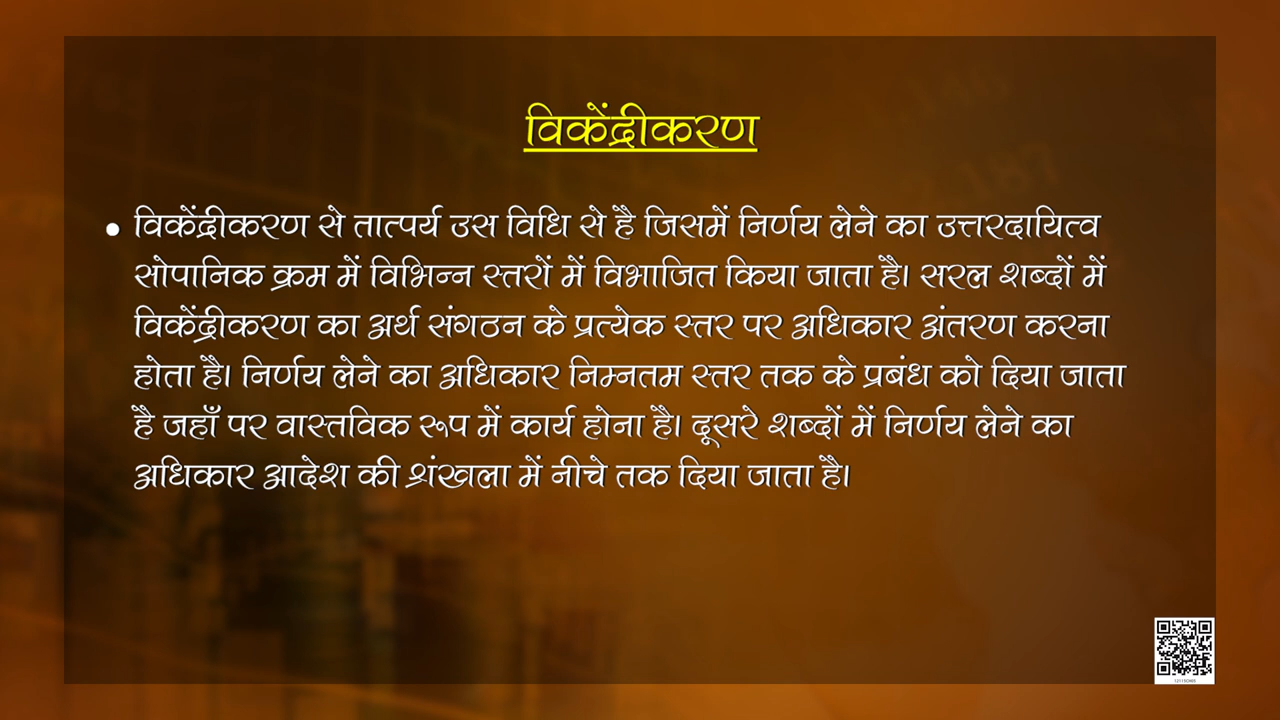 विकेंद्रीकरण
• विकेंद्रीकरण से तात्पर्य उस विधि से है जिसमें निर्णय लेने का उत्तरदायित्व
सोपानिक क्रम में विभिन्न स्तरों में विभाजित किया जाता है। सरल शब्दों में
विकेंद्रीकरण का अर्थ संगठन के प्रत्येक स्तर पर अधिकार अंतरण करना
होता है। निर्णय लेने का अधिकार निम्नतम स्तर तक के प्रबंध को दिया जाता
है जहाँ पर वास्तविक रूप में कार्य होना है। दूसरे शब्दों में निर्णय लेने का
अधिकार आदेश की श्रंखला में नीचे तक दिया जाता है।